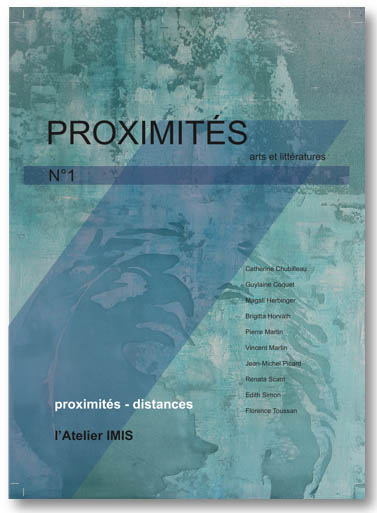 PROXIMITÉS
arts et littératures
N°1
Catherine Chubilleau
Guylaine Coquet
Magali Herbinger
Brigitta Horváth
Pierre Martin
Vincent Martin
Jean-Michel Picard
Renata Scant
Edith Simon
Florence Toussan
proximités - distances
l'Atelier IMIS